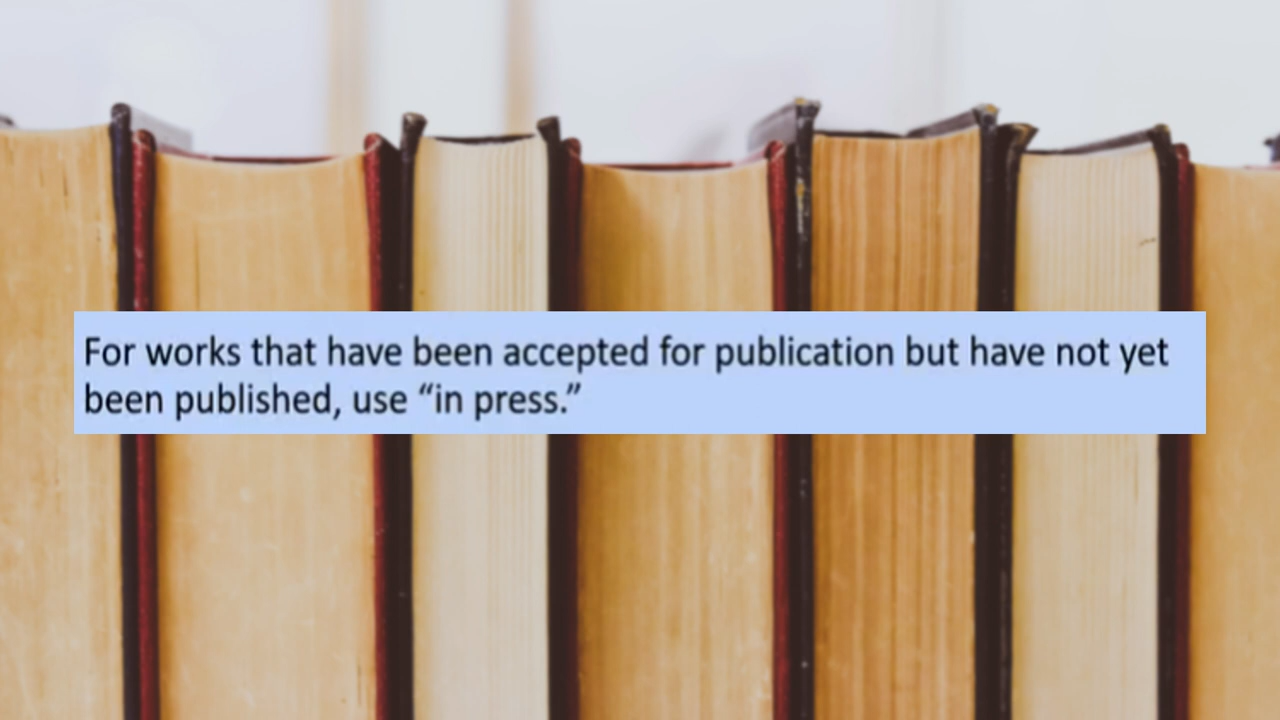 For works that have been accepted for publication but have not yet
been published, use “in press.”